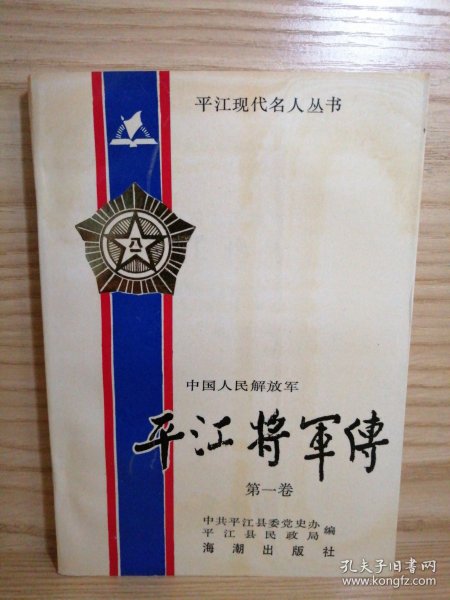 平江现代名人丛书
八一
中国人民解放军
平江将軍傳
第一卷
中共平江县委党史办
平江县民政局
编
海潮出版社
孔夫子旧书网
www.kongfz.com